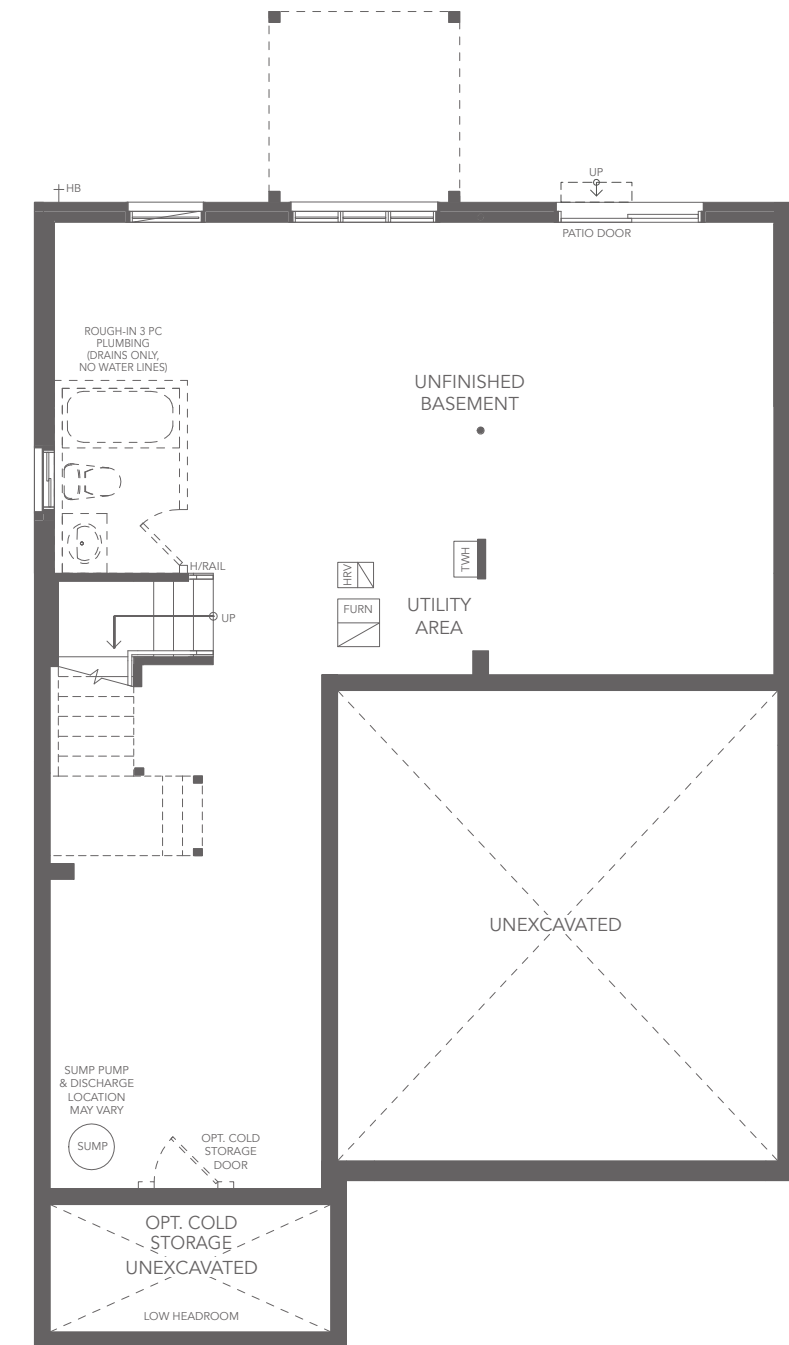 UP
HB
PATIO DOOR
ROUGH-IN 3 PC
PLUMBING
(DRAINS ONLY,
NO WATER LINES)
UNFINISHED
BASEMENT
H/RAIL
HRV
TWH
FURN
UTILITY
AREA
UP
UNEXCAVATED
SUMP PUMP
& DISCHARGE
LOCATION
MAY VARY
SUMP
OPT. COLD
STORAGE
DOOR
OPT. COLD
STORAGE
UNEXCAVATED
LOW HEADROOM